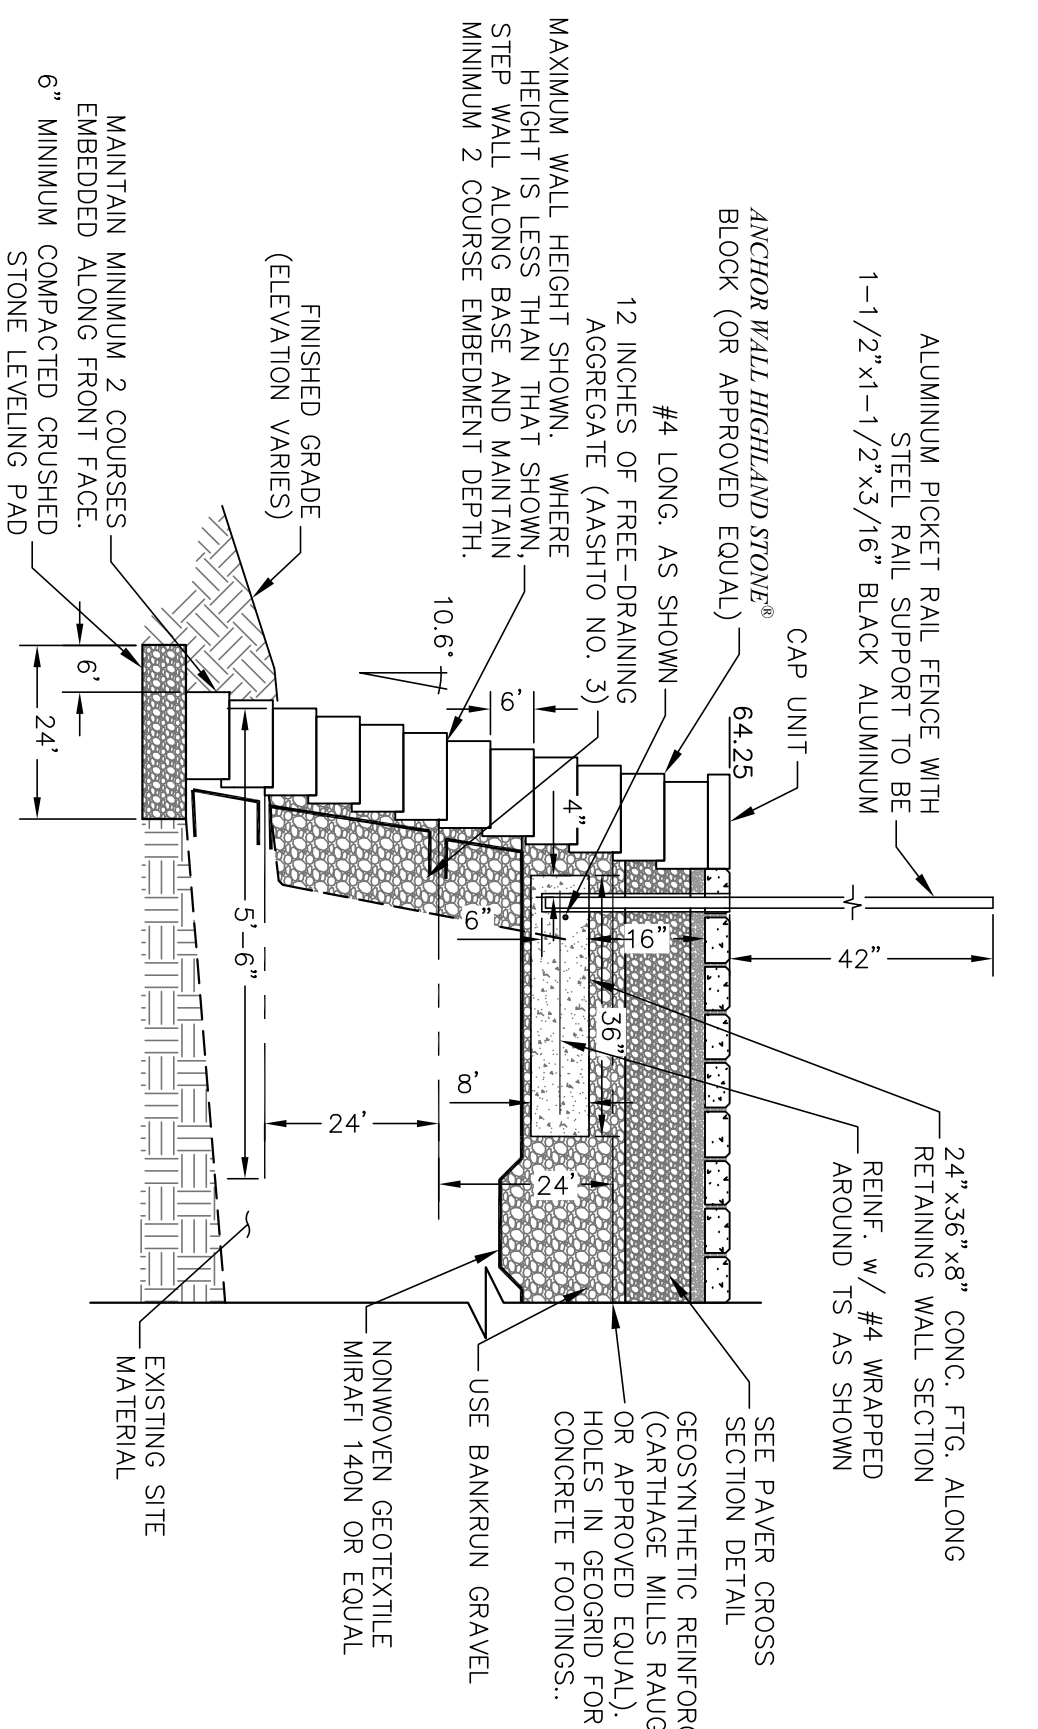 ALUMINUM PICKET RAIL FENCE WITH
STEEL RAIL SUPPORT TO BE
1-1/2"x1-1/2"x3/16" BLACK ALUMINUM
CAP UNIT
64.25
ANCHOR WALL HIGHLAND STONE®
BLOCK (OR APPROVED EQUAL)
#4 LONG. AS SHOWN
12 INCHES OF FREE-DRAINING
AGGREGATE (AASHTO NO. 3)
MAXIMUM WALL HEIGHT SHOWN. WHERE
HEIGHT IS LESS THAN THAT SHOWN,
STEP WALL ALONG BASE AND MAINTAIN
MINIMUM 2 COURSE EMBEDMENT DEPTH.
10.6°
FINISHED GRADE
(ELEVATION VARIES)
MAINTAIN MINIMUM 2 COURSES
EMBEDDED ALONG FRONT FACE.
6" MINIMUM COMPACTED CRUSHED
STONE LEVELING PAD
6'
24'
6'
4"
6"
16"
42"
36"
8'
24'
24'
5'-6"
24"x36"x8" CONC. FTG. ALONG
RETAINING WALL SECTION
REINF. w/ #4 WRAPPED
AROUND TS AS SHOWN
SEE PAVER CROSS
SECTION DETAIL
GEOSYNTHETIC REINFORC
(CARTHAGE MILLS RAUG
OR APPROVED EQUAL).
HOLES IN GEOGRID FOR
CONCRETE FOOTINGS..
USE BANKRUN GRAVEL
NONWOVEN GEOTEXTILE
MIRAFI 140N OR EQUAL
EXISTING SITE
MATERIAL